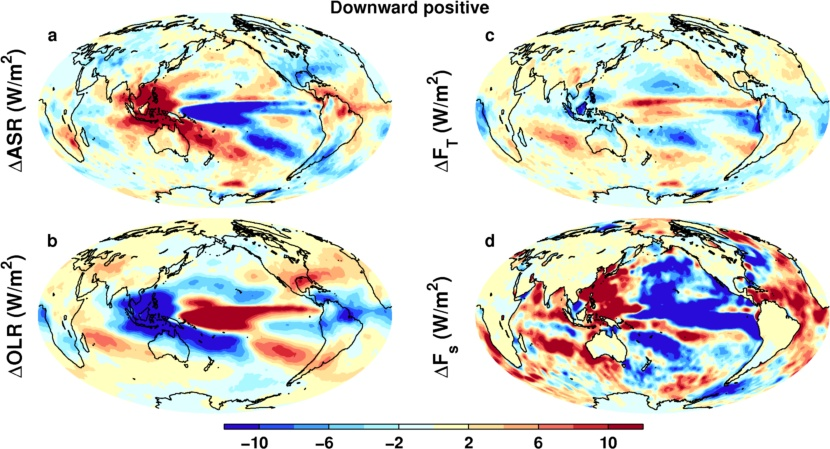 Downward positive
a
ΔASR (W/m²)
c
ΔF_T (W/m²)
b
ΔOLR (W/m²)
d
ΔF_s (W/m²)
−10 −6 −2 2 6 10